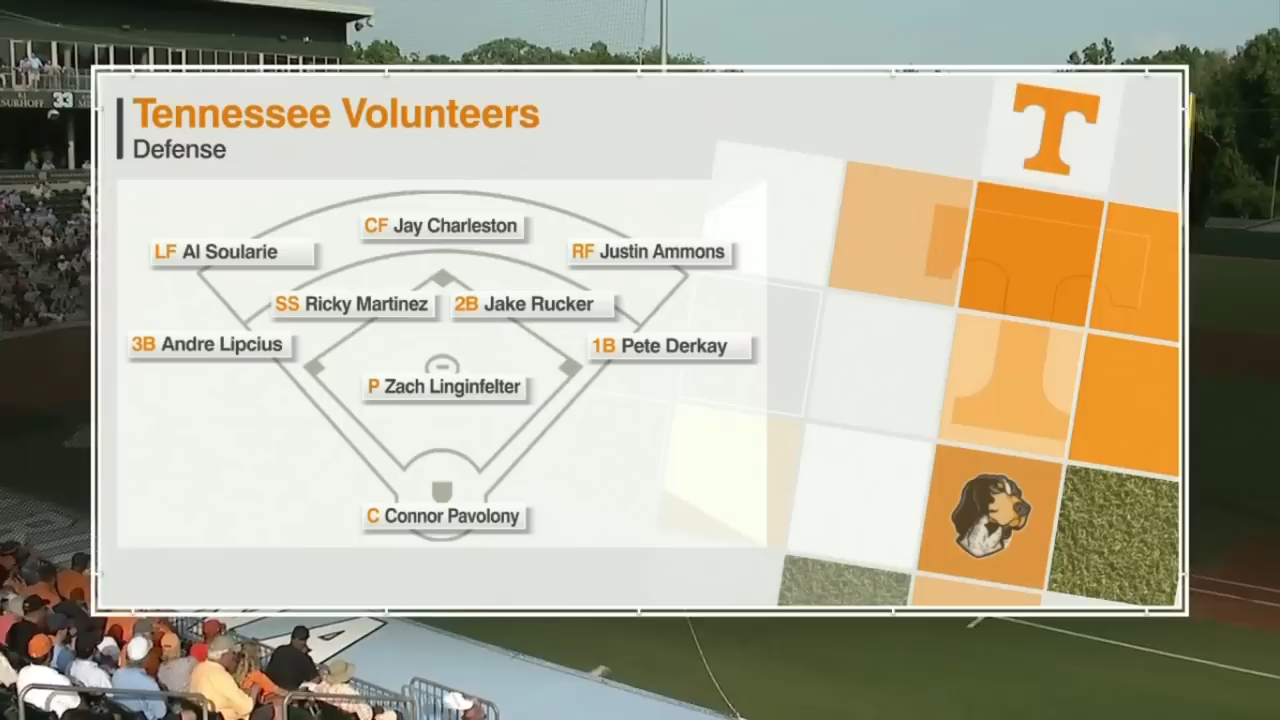 SURHOFF 33
Tennessee Volunteers
T
Defense
CF Jay Charleston
LF Al Soularie
RF Justin Ammons
SS Ricky Martinez
2B Jake Rucker
3B Andre Lipcius
1B Pete Derkay
P Zach Linginfelter
C Connor Pavolony